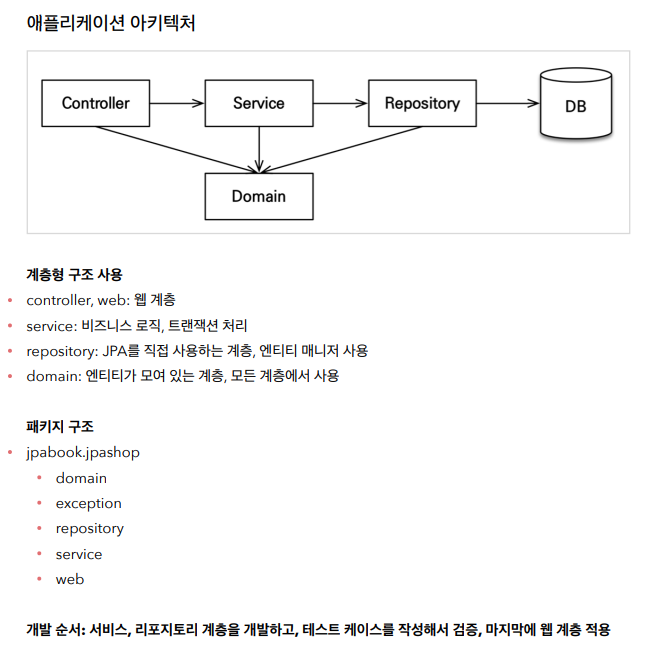 애플리케이션 아키텍처
Controller
Service
Repository
DB
Domain
계층형 구조 사용
controller, web: 웹 계층
service: 비즈니스 로직, 트랜잭션 처리
repository: JPA를 직접 사용하는 계층, 엔티티 매니저 사용
domain: 엔티티가 모여 있는 계층, 모든 계층에서 사용
패키지 구조
jpabook.jpashop
domain
exception
repository
service
web
개발 순서: 서비스, 리포지토리 계층을 개발하고, 테스트 케이스를 작성해서 검증, 마지막에 웹 계층 적용